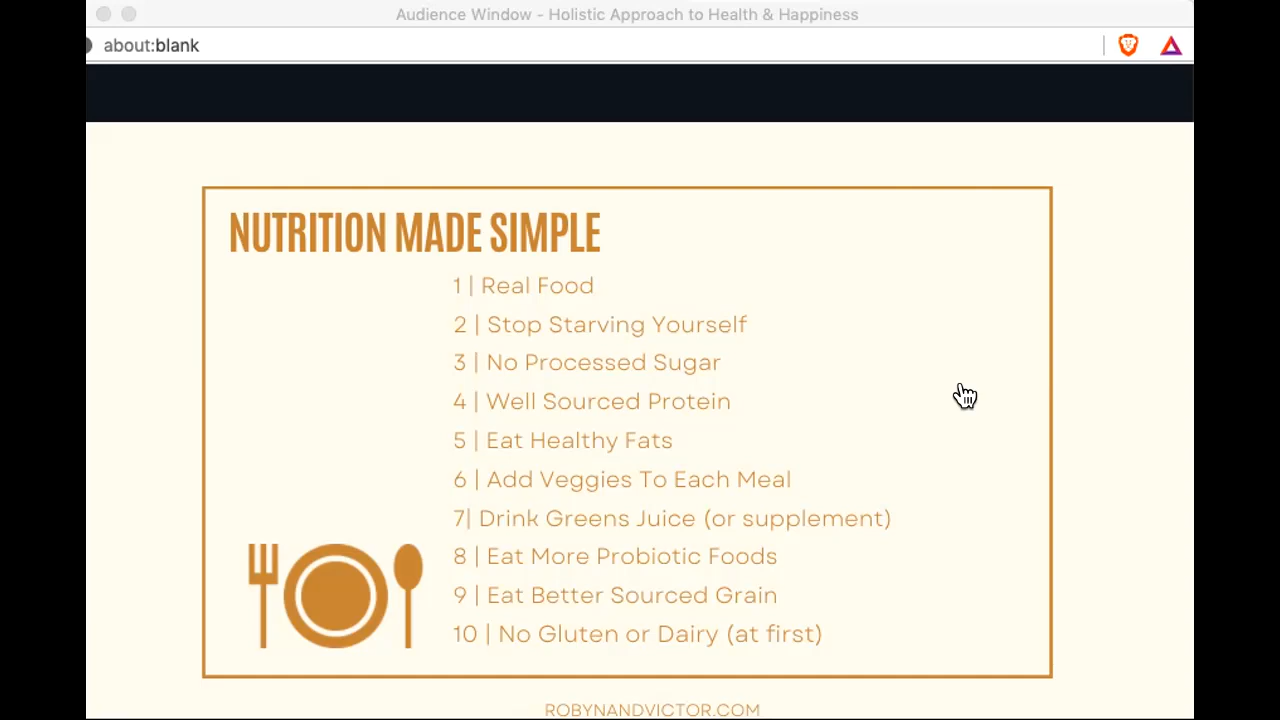 Audience Window - Holistic Approach to Health & Happiness
about:blank
NUTRITION MADE SIMPLE
1 | Real Food
2 | Stop Starving Yourself
3 | No Processed Sugar
4 | Well Sourced Protein
5 | Eat Healthy Fats
6 | Add Veggies To Each Meal
7| Drink Greens Juice (or supplement)
8 | Eat More Probiotic Foods
9 | Eat Better Sourced Grain
10 | No Gluten or Dairy (at first)
ROBYNANDVICTOR.COM